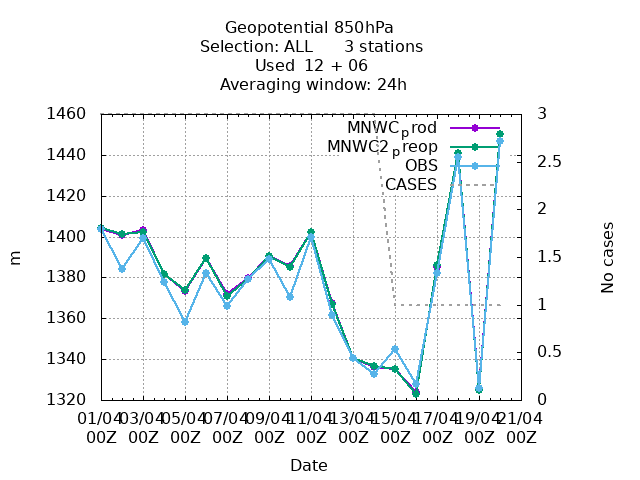 Geopotential 850hPa
Selection: ALL 3 stations
Used 12 + 06
Averaging window: 24h
1460 3
MNWCprod
MNWC2preop
OBS
CASES
1440
1420
1400
1380
1360
1340
1320
2.5
2
1.5
1
0.5
0
m
No cases
01/04 03/04 05/04 07/04 09/04 11/04 13/04 15/04 17/04 19/04 21/04
00Z 00Z 00Z 00Z 00Z 00Z 00Z 00Z 00Z 00Z 00Z
Date